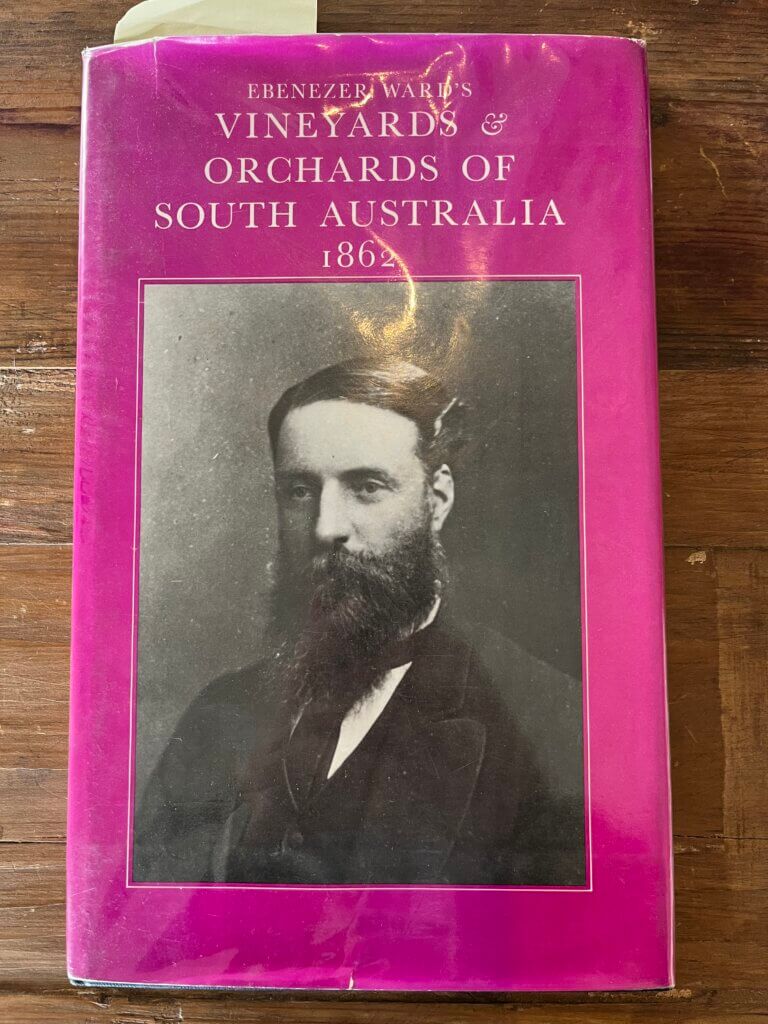 EBENEZER WARD'S
VINEYARDS &
ORCHARDS OF
SOUTH AUSTRALIA
1862